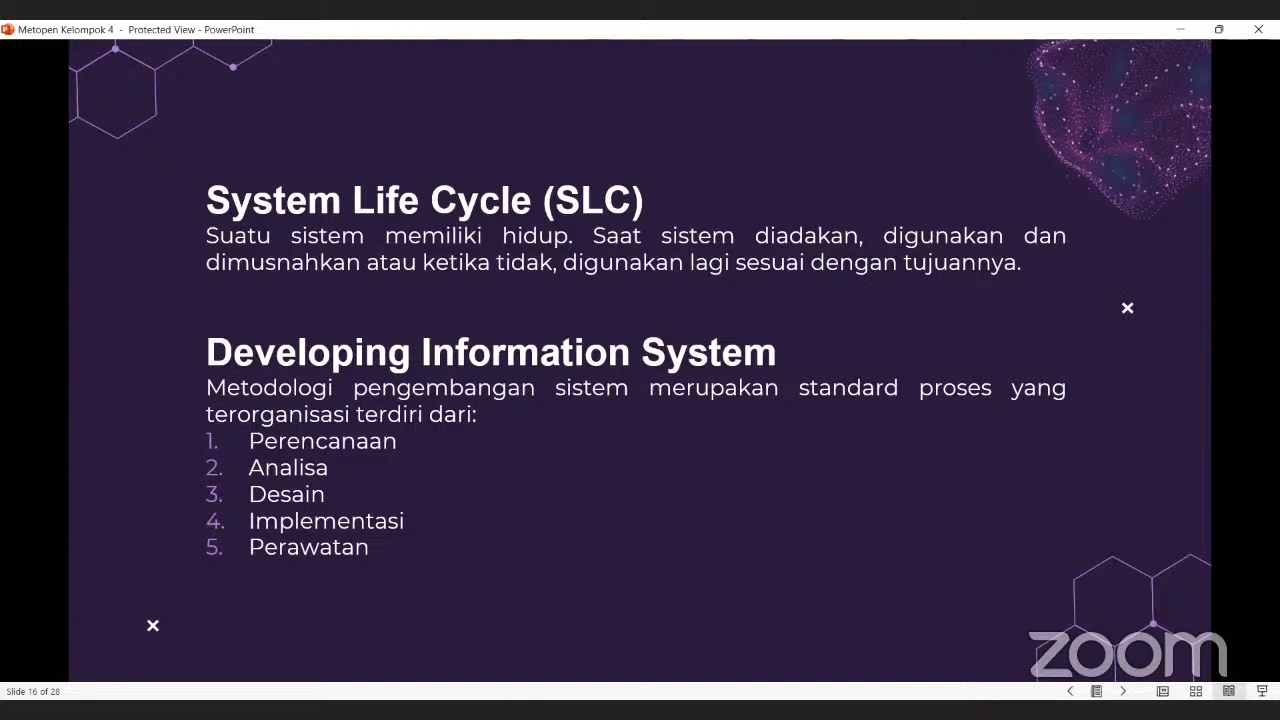 Metopen Kelompok 4 - Protected View - PowerPoint
System Life Cycle (SLC)
Suatu sistem memiliki hidup. Saat sistem diadakan, digunakan dan
dimusnahkan atau ketika tidak, digunakan lagi sesuai dengan tujuannya.
Developing Information System
Metodologi pengembangan sistem merupakan standard proses yang
terorganisasi terdiri dari:
1. Perencanaan
2. Analisa
3. Desain
4. Implementasi
5. Perawatan
zoom
Slide 16 of 28